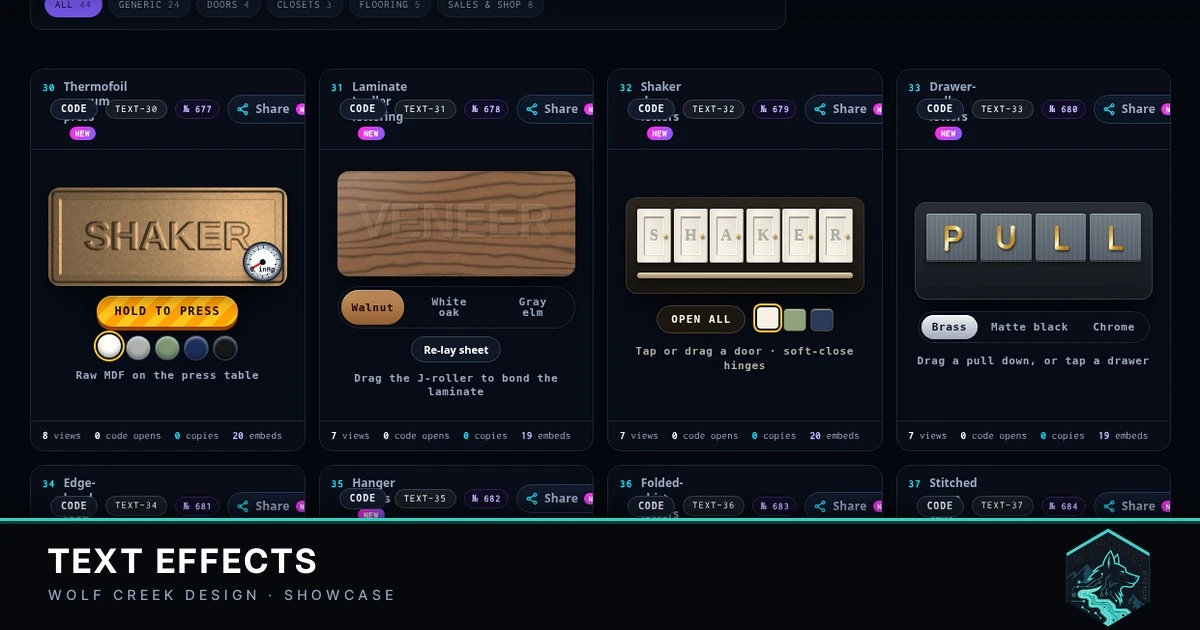 ALL 44
GENERIC 24
DOORS 4
CLOSETS 3
FLOORING 5
SALES & SHOP 8
30 Thermofoil
press
CODE TEXT-30 № 677 Share
NEW
SHAKER
inHg
HOLD TO PRESS
Raw MDF on the press table
8 views 0 code opens 0 copies 20 embeds
31 Laminate
lettering
CODE TEXT-31 № 678 Share
NEW
VENEER
Walnut
White
oak
Gray
elm
Re-lay sheet
Drag the J-roller to bond the
laminate
7 views 0 code opens 0 copies 19 embeds
32 Shaker
letters
CODE TEXT-32 № 679 Share
NEW
S H A K E R
OPEN ALL
Tap or drag a door · soft-close
hinges
7 views 0 code opens 0 copies 20 embeds
33 Drawer-
letters
CODE TEXT-33 № 680 Share
NEW
P U L L
Brass
Matte black
Chrome
Drag a pull down, or tap a drawer
7 views 0 code opens 0 copies 19 embeds
34 Edge-
CODE TEXT-34 № 681 Share
35 Hanger
CODE TEXT-35 № 682 Share
NEW
36 Folded-
CODE TEXT-36 № 683 Share
37 Stitched
CODE TEXT-37 № 684 Share
TEXT EFFECTS
WOLF CREEK DESIGN · SHOWCASE